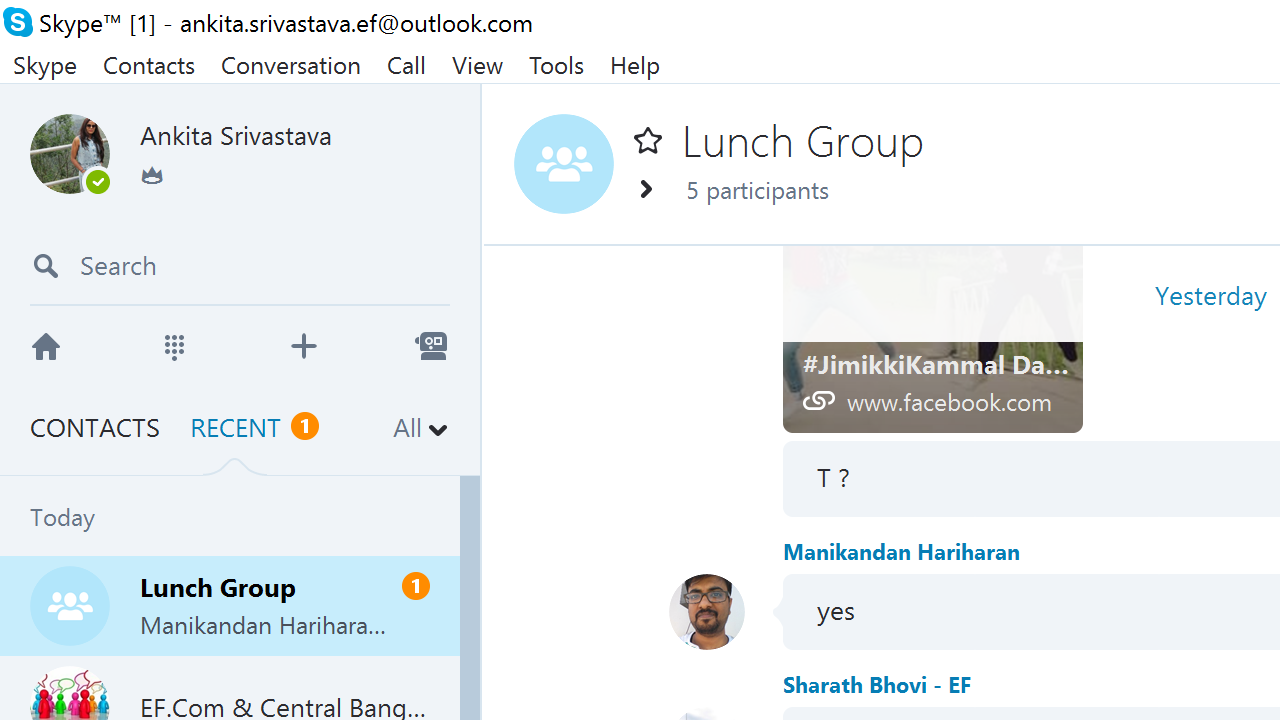 Skype™ [1] - ankita.srivastava.ef@outlook.com
Skype Contacts Conversation Call View Tools Help
Ankita Srivastava
Search
CONTACTS RECENT 1 All
Today
Lunch Group 1
Manikandan Harihara...
EF.Com & Central Bang...
Lunch Group
5 participants
Yesterday
#JimikkiKammal Da...
www.facebook.com
T ?
Manikandan Hariharan
yes
Sharath Bhovi - EF